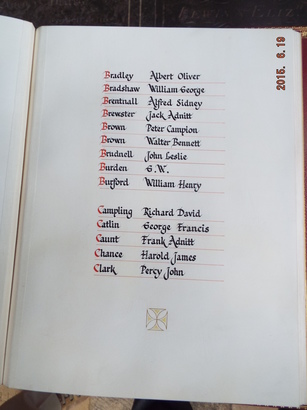 2015. 6. 19
Bradley Albert Oliver
Bradshaw William George
Brentnall Alfred Sidney
Brewster Jack Adnitt
Brown Peter Campion
Brown Walter Bennett
Brudnell John Leslie
Burden G.W.
Burford William Henry
Campling Richard David
Catlin George Francis
Caunt Frank Adnitt
Chance Harold James
Clark Percy John